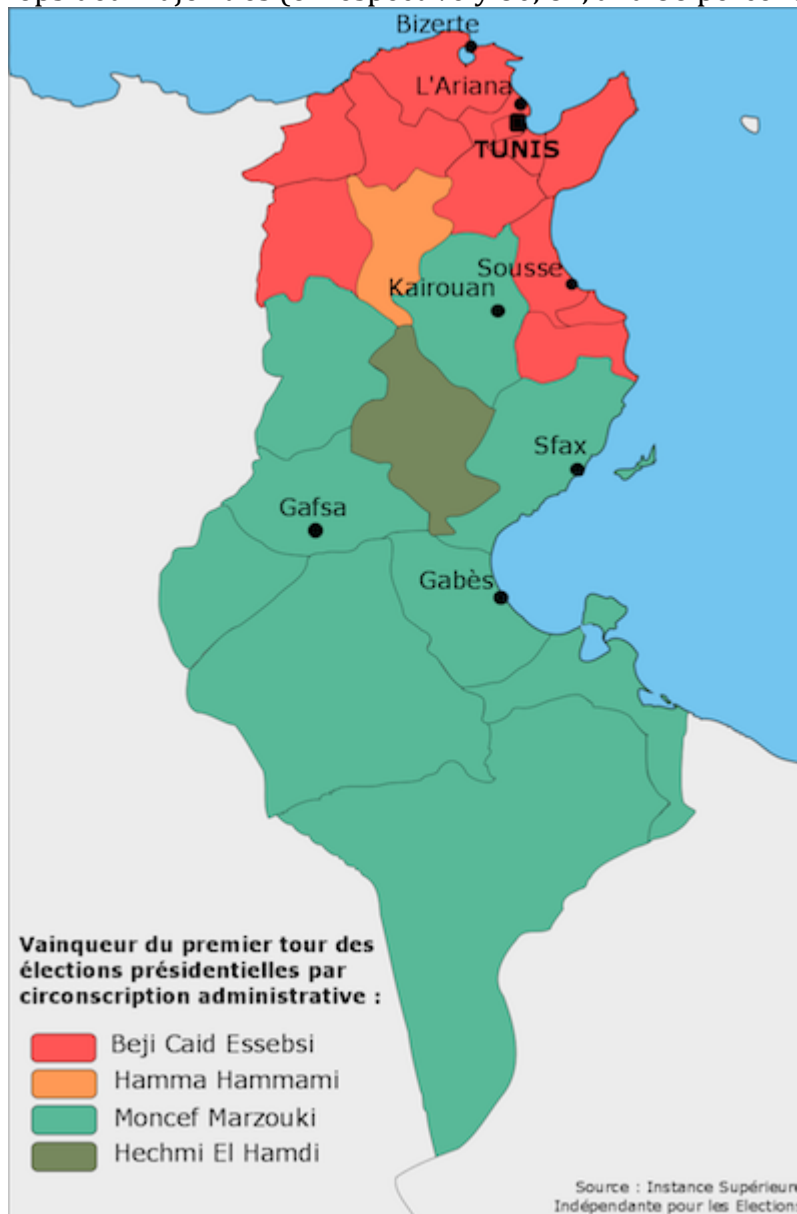 Bizerte
L'Ariana
TUNIS
Sousse
Kairouan
Sfax
Gafsa
Gabès
Vainqueur du premier tour des
élections présidentielles par
circonscription administrative :
Beji Caid Essebsi
Hamma Hammami
Moncef Marzouki
Hechmi El Hamdi
Source : Instance Supérieure
Indépendante pour les Elections